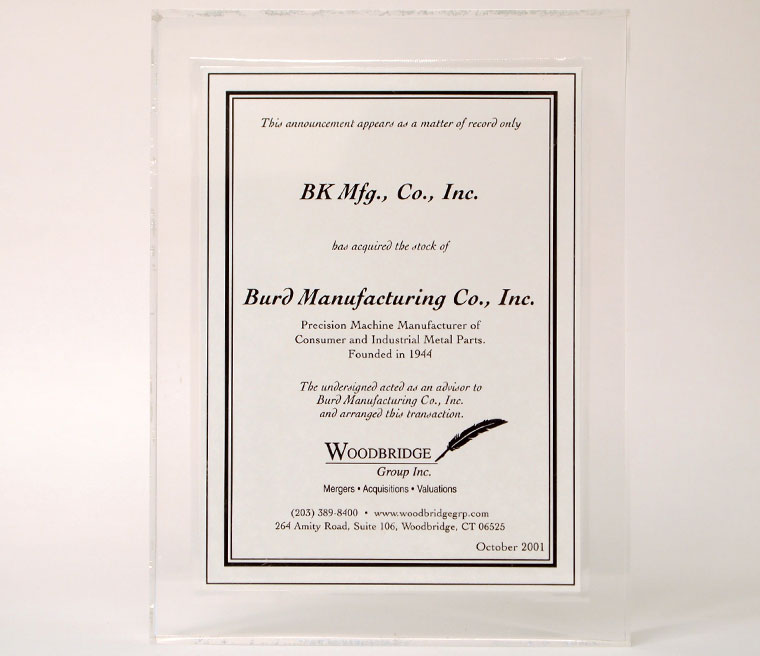 This announcement appears as a matter of record only
BK Mfg., Co., Inc.
has acquired the stock of
Burd Manufacturing Co., Inc.
Precision Machine Manufacturer of
Consumer and Industrial Metal Parts.
Founded in 1944
The undersigned acted as an advisor to
Burd Manufacturing Co., Inc.
and arranged this transaction.
WOODBRIDGE
Group Inc.
Mergers • Acquisitions • Valuations
(203) 389-8400 • www.woodbridgegrp.com
264 Amity Road, Suite 106, Woodbridge, CT 06525
October 2001